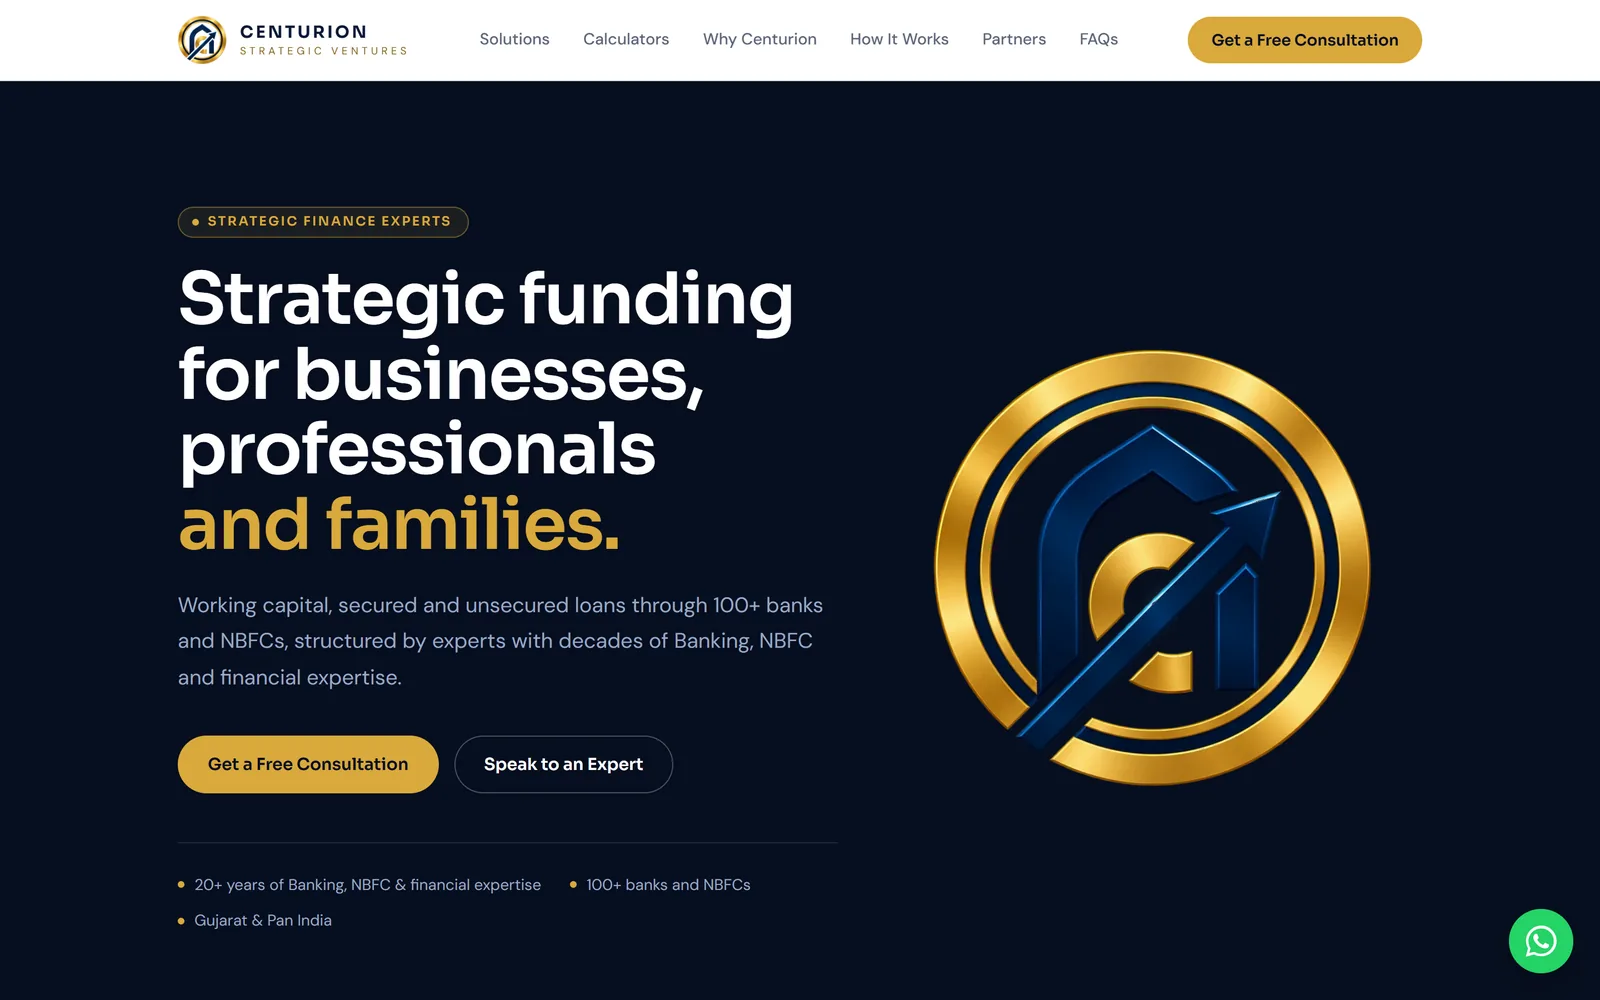 CENTURION
STRATEGIC VENTURES
Solutions
Calculators
Why Centurion
How It Works
Partners
FAQs
Get a Free Consultation
STRATEGIC FINANCE EXPERTS
Strategic funding
for businesses,
professionals
and families.
Working capital, secured and unsecured loans through 100+ banks
and NBFCs, structured by experts with decades of Banking, NBFC
and financial expertise.
Get a Free Consultation
Speak to an Expert
20+ years of Banking, NBFC & financial expertise
100+ banks and NBFCs
Gujarat & Pan India